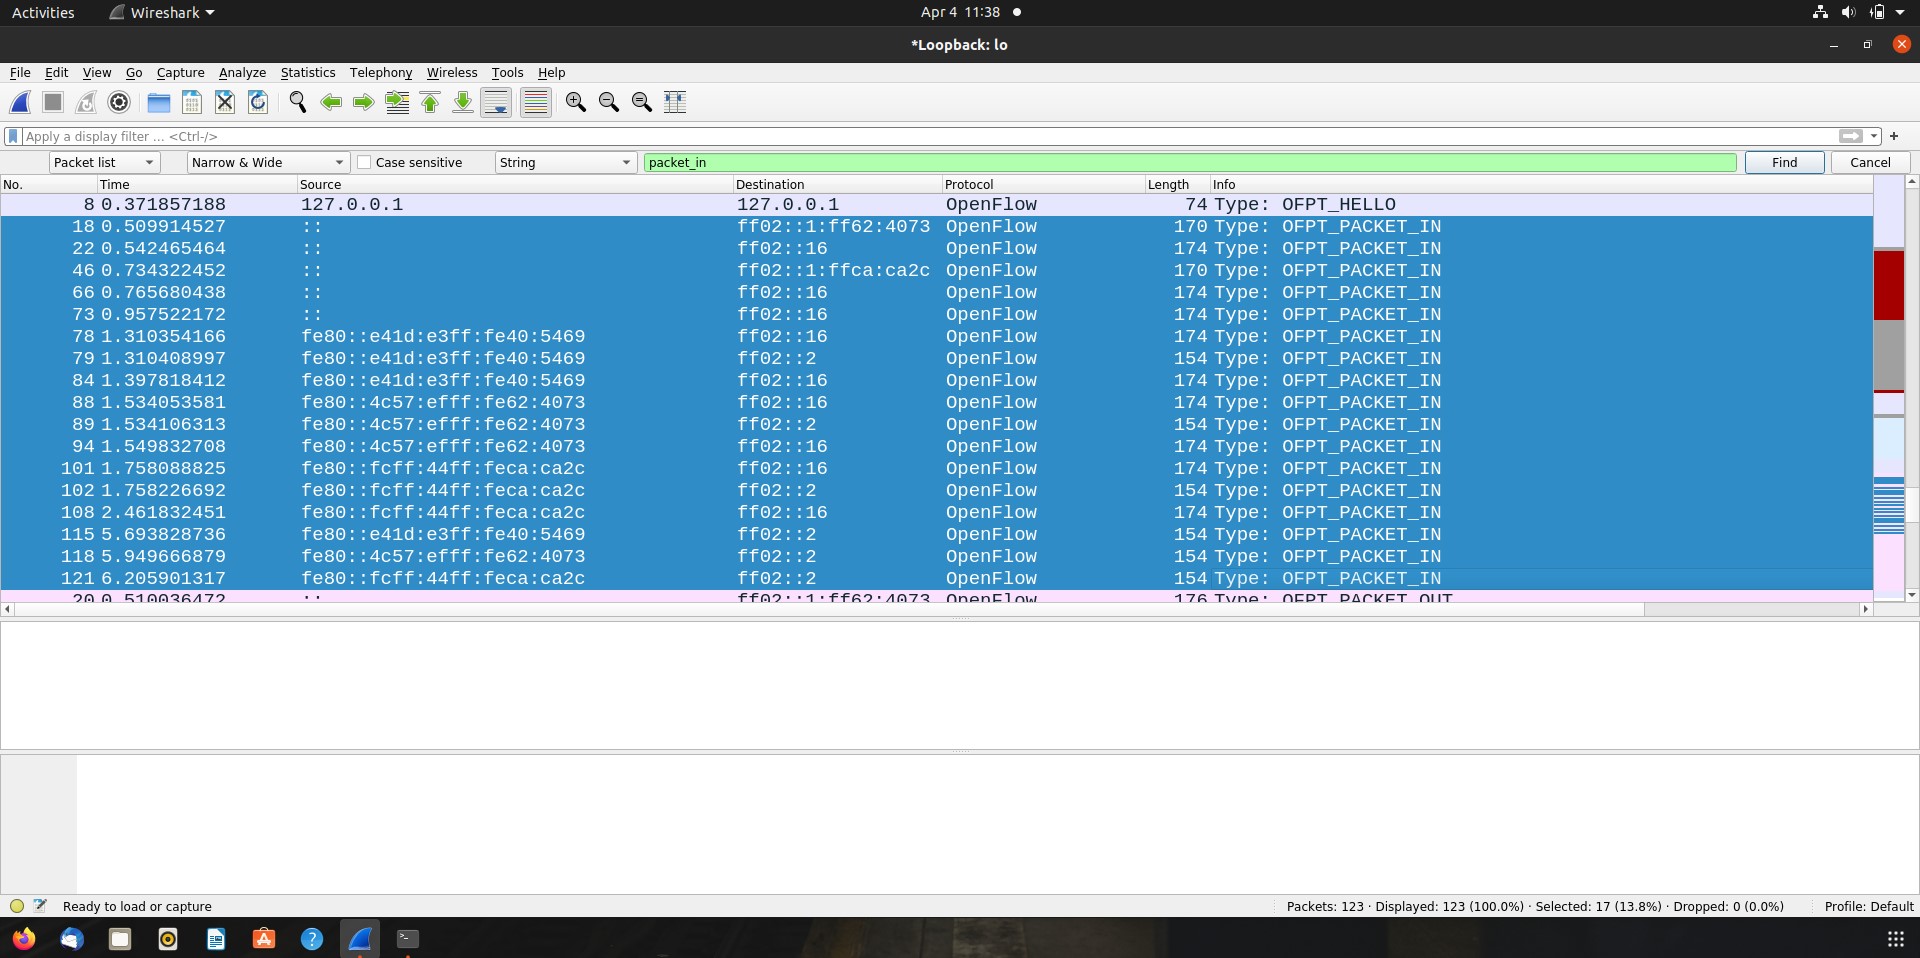 Activities Wireshark Apr 4 11:38
*Loopback: lo
File Edit View Go Capture Analyze Statistics Telephony Wireless Tools Help
Apply a display filter ... <Ctrl-/>
Packet list Narrow & Wide Case sensitive String packet_in Find Cancel
No. Time Source Destination Protocol Length Info
8 0.371857188 127.0.0.1 127.0.0.1 OpenFlow 74 Type: OFPT_HELLO
18 0.509914527 :: ff02::1:ff62:4073 OpenFlow 170 Type: OFPT_PACKET_IN
22 0.542465464 :: ff02::16 OpenFlow 174 Type: OFPT_PACKET_IN
46 0.734322452 :: ff02::1:ffca:ca2c OpenFlow 170 Type: OFPT_PACKET_IN
66 0.765680438 :: ff02::16 OpenFlow 174 Type: OFPT_PACKET_IN
73 0.957522172 :: ff02::16 OpenFlow 174 Type: OFPT_PACKET_IN
78 1.310354166 fe80::e41d:e3ff:fe40:5469 ff02::16 OpenFlow 174 Type: OFPT_PACKET_IN
79 1.310408997 fe80::e41d:e3ff:fe40:5469 ff02::2 OpenFlow 154 Type: OFPT_PACKET_IN
84 1.397818412 fe80::e41d:e3ff:fe40:5469 ff02::16 OpenFlow 174 Type: OFPT_PACKET_IN
88 1.534053581 fe80::4c57:efff:fe62:4073 ff02::16 OpenFlow 174 Type: OFPT_PACKET_IN
89 1.534106313 fe80::4c57:efff:fe62:4073 ff02::2 OpenFlow 154 Type: OFPT_PACKET_IN
94 1.549832708 fe80::4c57:efff:fe62:4073 ff02::16 OpenFlow 174 Type: OFPT_PACKET_IN
101 1.758088825 fe80::fcff:44ff:feca:ca2c ff02::16 OpenFlow 174 Type: OFPT_PACKET_IN
102 1.758226692 fe80::fcff:44ff:feca:ca2c ff02::2 OpenFlow 154 Type: OFPT_PACKET_IN
108 2.461832451 fe80::fcff:44ff:feca:ca2c ff02::16 OpenFlow 174 Type: OFPT_PACKET_IN
115 5.693828736 fe80::e41d:e3ff:fe40:5469 ff02::2 OpenFlow 154 Type: OFPT_PACKET_IN
118 5.949666879 fe80::4c57:efff:fe62:4073 ff02::2 OpenFlow 154 Type: OFPT_PACKET_IN
121 6.205901317 fe80::fcff:44ff:feca:ca2c ff02::2 OpenFlow 154 Type: OFPT_PACKET_IN
20 0.510036472 :: ff02::1:ff62:4073 OpenFlow 176 Type: OFPT_PACKET_OUT
Ready to load or capture Packets: 123 · Displayed: 123 (100.0%) · Selected: 17 (13.8%) · Dropped: 0 (0.0%) Profile: Default